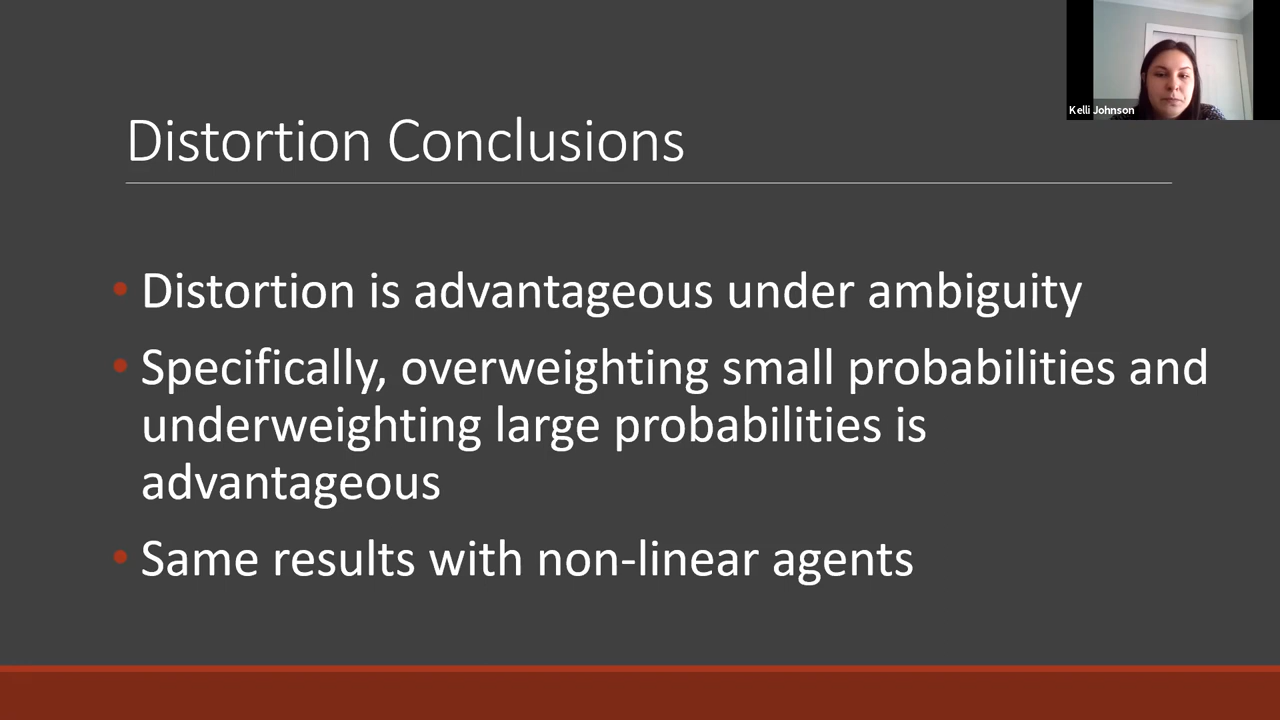 Kelli Johnson
Distortion Conclusions
• Distortion is advantageous under ambiguity
• Specifically, overweighting small probabilities and
underweighting large probabilities is
advantageous
• Same results with non-linear agents